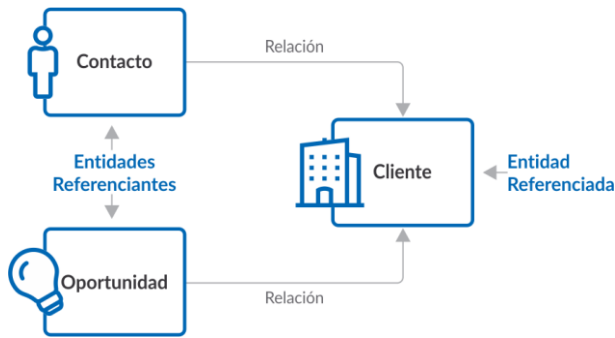 Contacto
Relación
Entidades
Referenciantes
Cliente
Entidad
Referenciada
Oportunidad
Relación